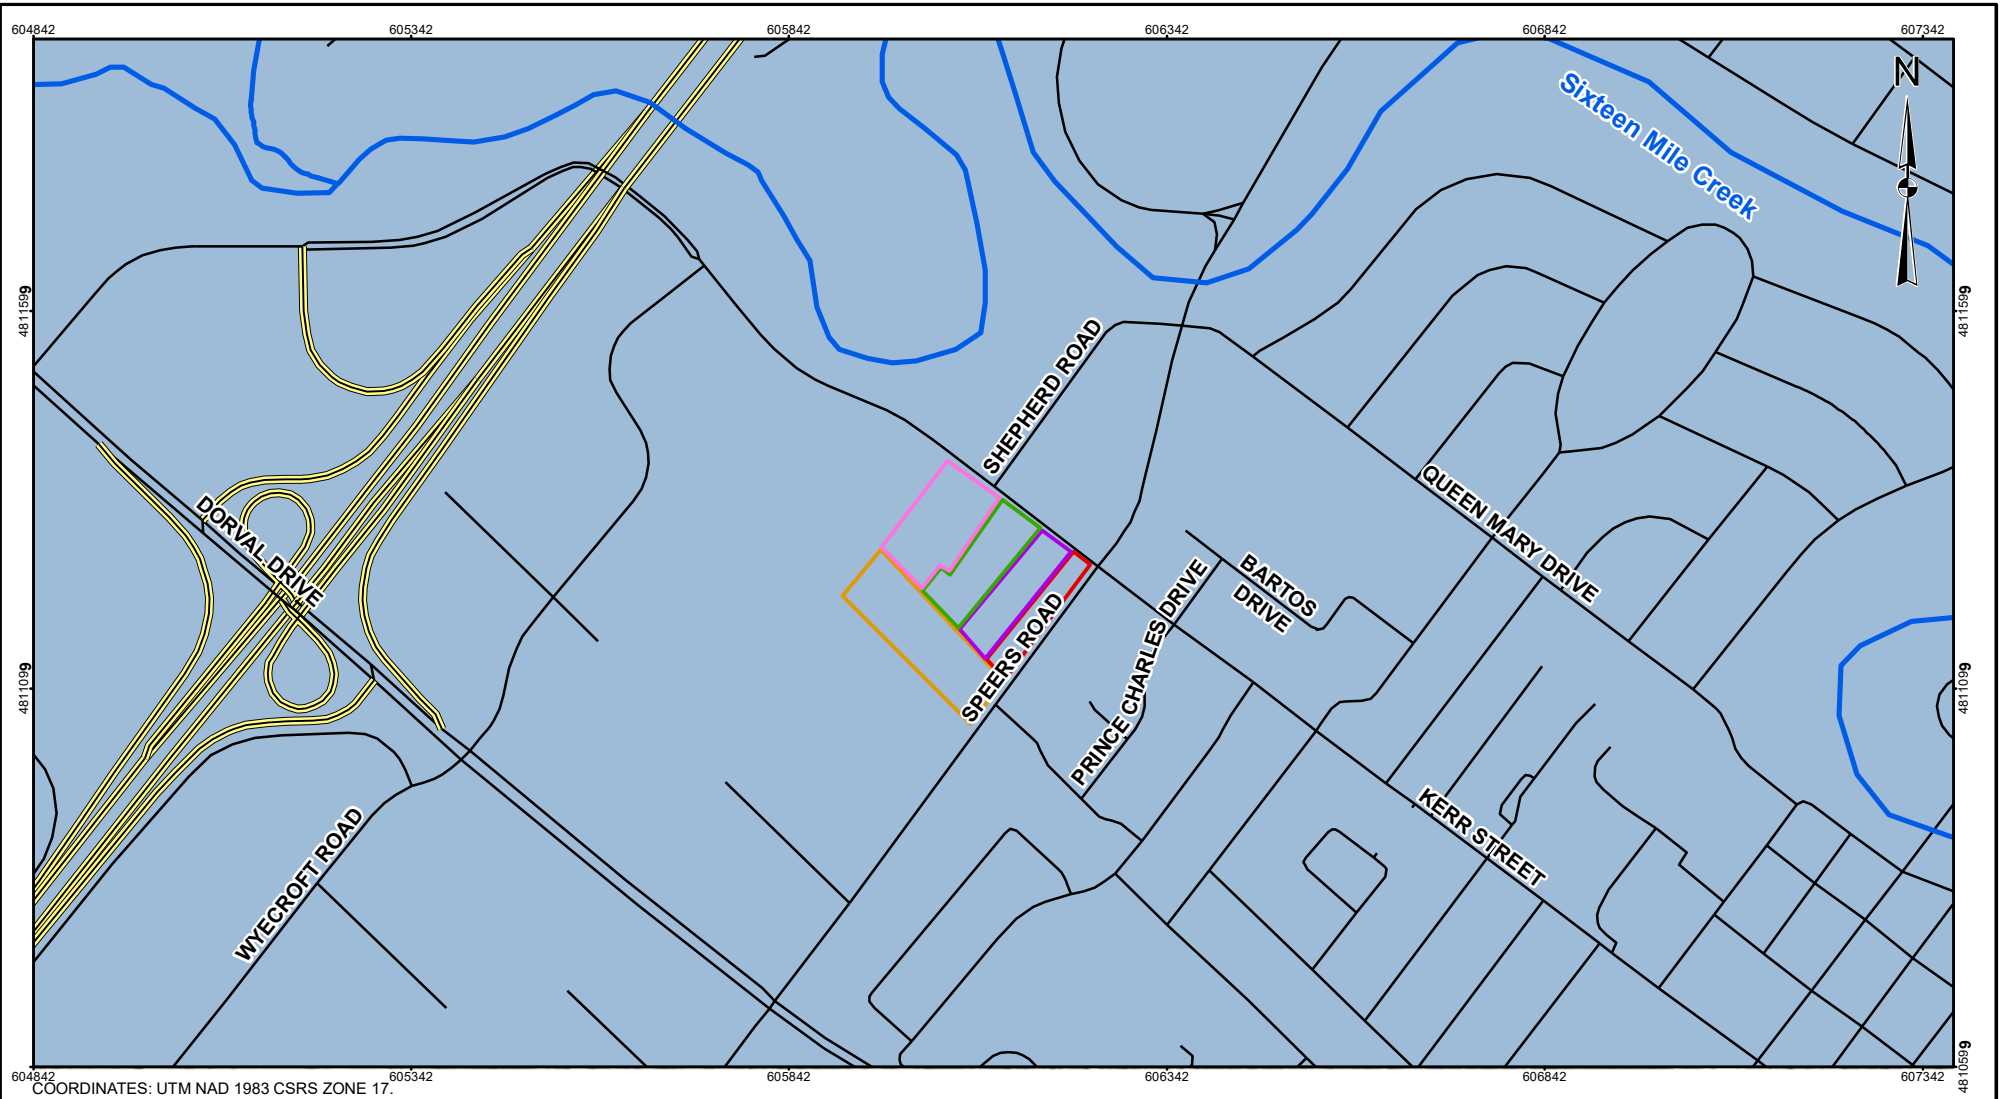 604842
605342
605842
606342
606842
607342
N
Sixteen Mile Creek
4811599
4811599
SHEPHERD ROAD
QUEEN MARY DRIVE
DORVAL DRIVE
BARTOS
DRIVE
PRINCE CHARLES DRIVE
SPEERS ROAD
4811099
4811099
KERR STREET
WYECROFT ROAD
4810599
604842
605342
605842
606342
606842
607342
COORDINATES: UTM NAD 1983 CSRS ZONE 17.